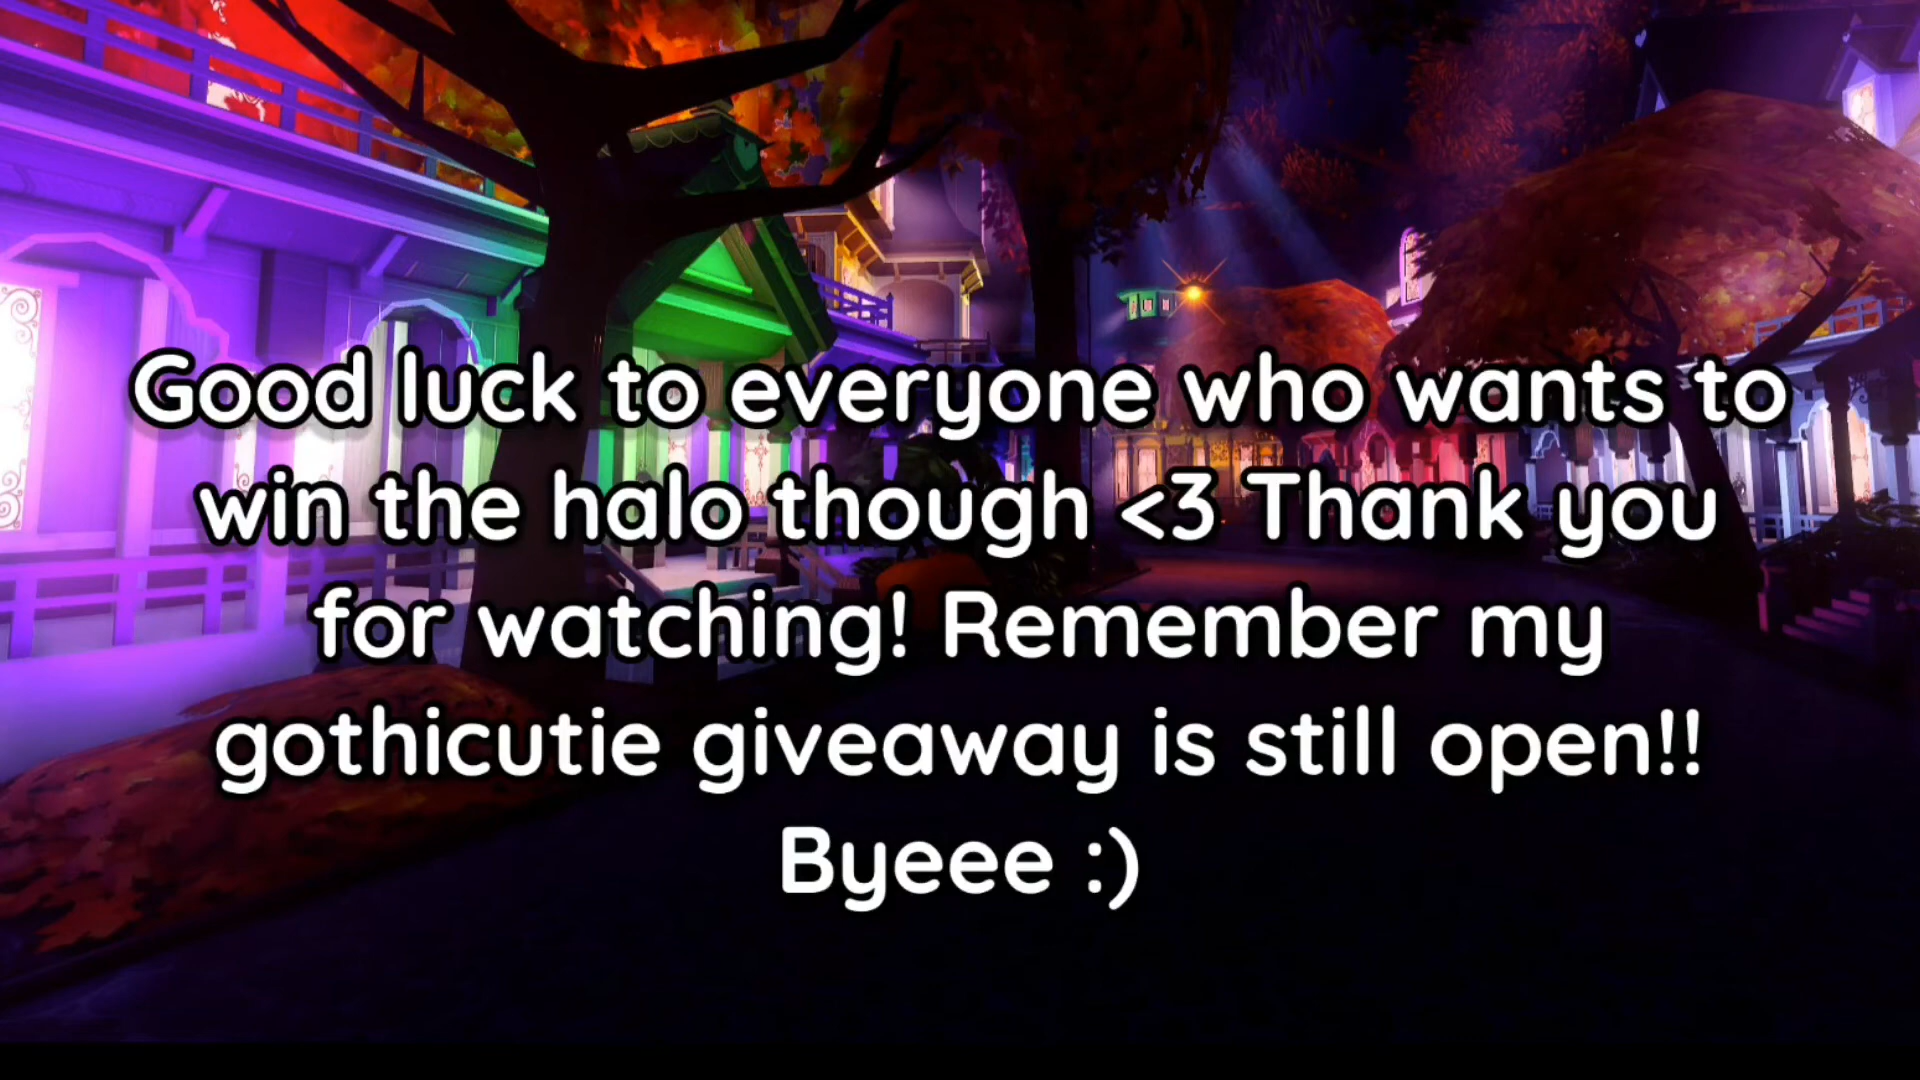 Good luck to everyone who wants to
win the halo though <3 Thank you
for watching! Remember my
gothicutie giveaway is still open!!
Byeee :)